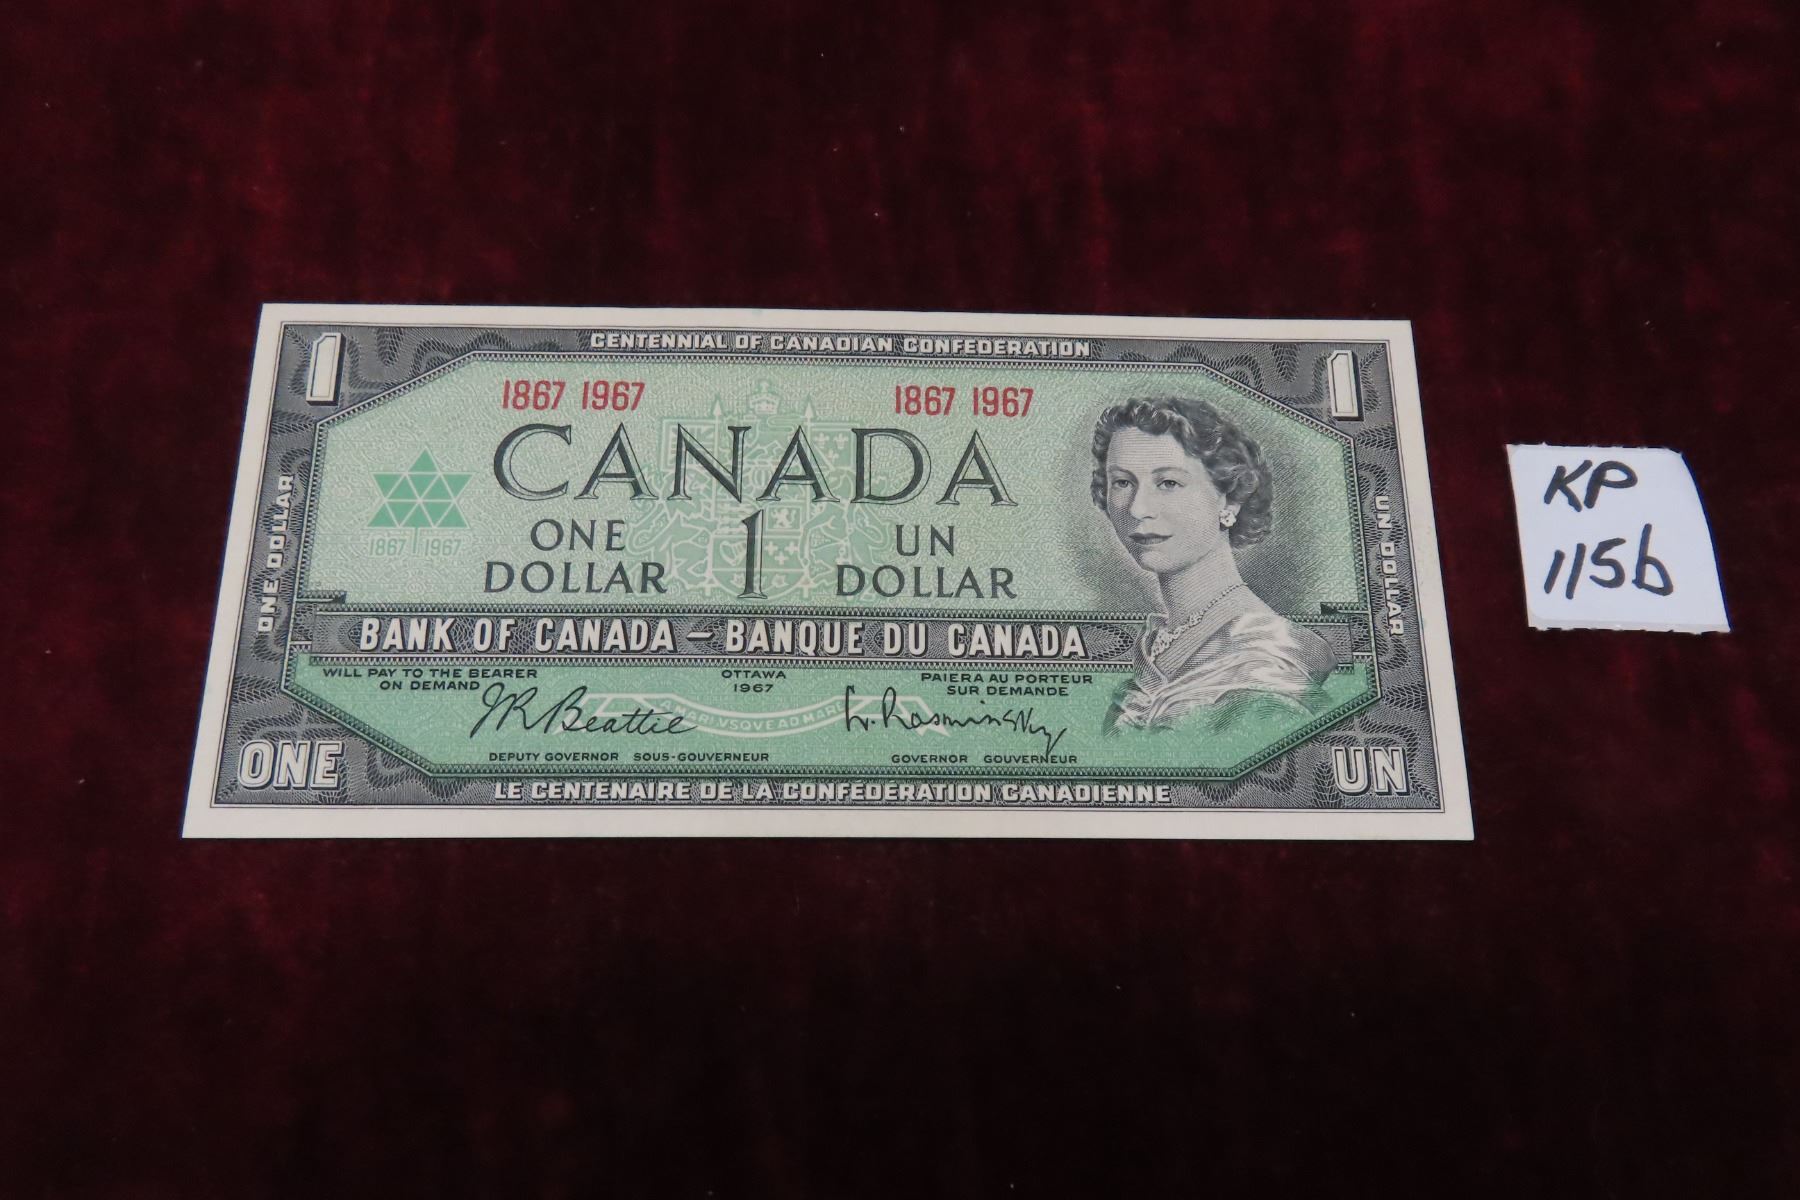 1
CENTENNIAL OF CANADIAN CONFEDERATION
1
1867 1967
1867 1967
CANADA
ONE DOLLAR
1
UN DOLLAR
1867 1967
ONE DOLLAR
UN DOLLAR
BANK OF CANADA – BANQUE DU CANADA
WILL PAY TO THE BEARER
ON DEMAND
OTTAWA
1967
PAIERA AU PORTEUR
SUR DEMANDE
JR Beattie
L. Rasminsky
DEPUTY GOVERNOR SOUS-GOUVERNEUR
GOVERNOR GOUVERNEUR
ONE
UN
LE CENTENAIRE DE LA CONFÉDÉRATION CANADIENNE
KP
115b